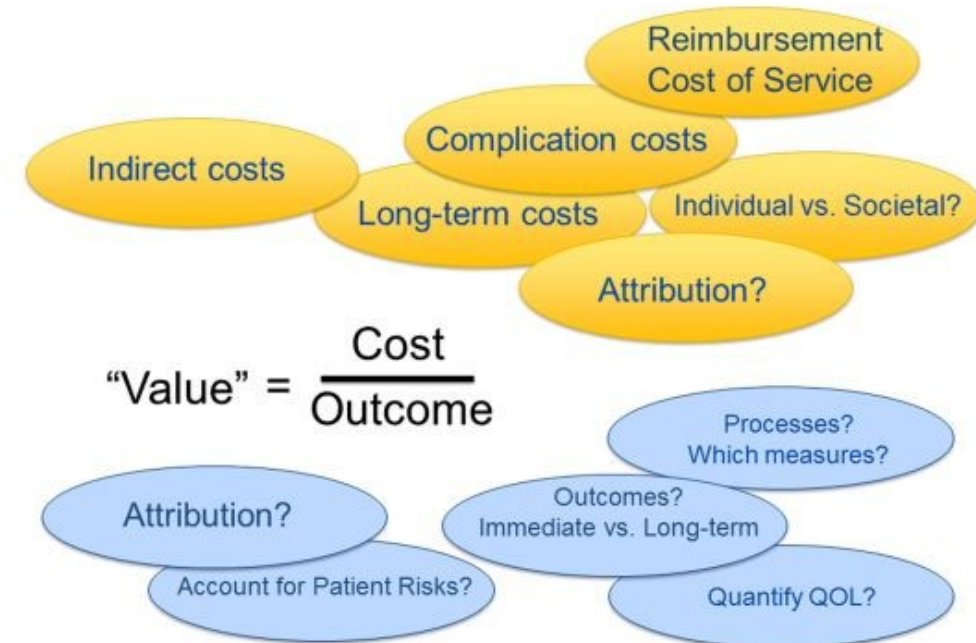 Reimbursement
Cost of Service
Complication costs
Indirect costs
Long-term costs
Individual vs. Societal?
Attribution?
“Value” = Cost
Outcome
Processes?
Which measures?
Attribution?
Outcomes?
Immediate vs. Long-term
Account for Patient Risks?
Quantify QOL?